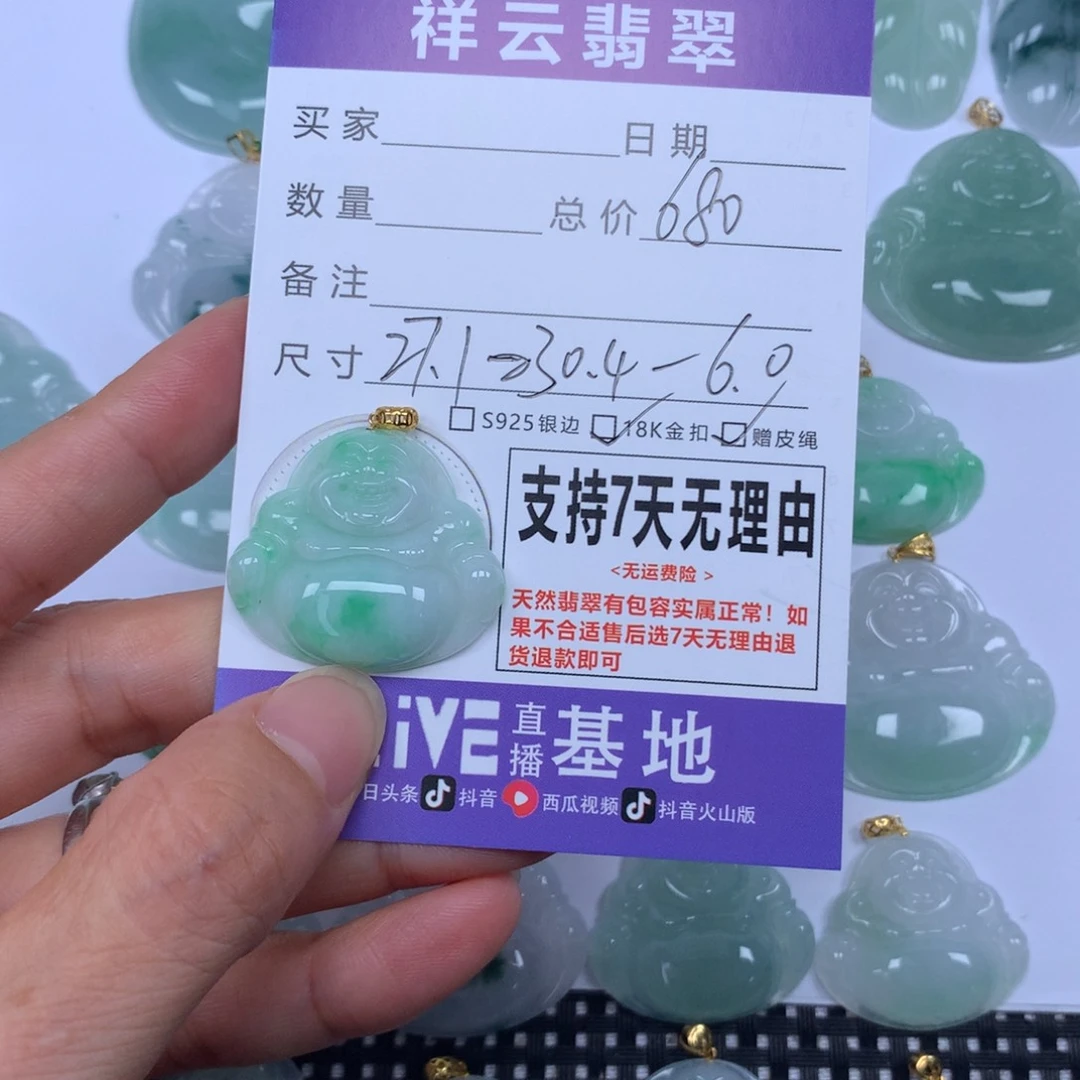 祥云翡翠
买家 日期
数量 总价 680
备注
尺寸 27.1-30.4-6.0
S925银边 18K金扣 赠皮绳
支持7天无理由
<无运费险 >
天然翡翠有包容实属正常！如
果不合适售后选7天无理由退
货退款即可
LIVE 直播 基地
日头条 抖音 西瓜视频 抖音火山版